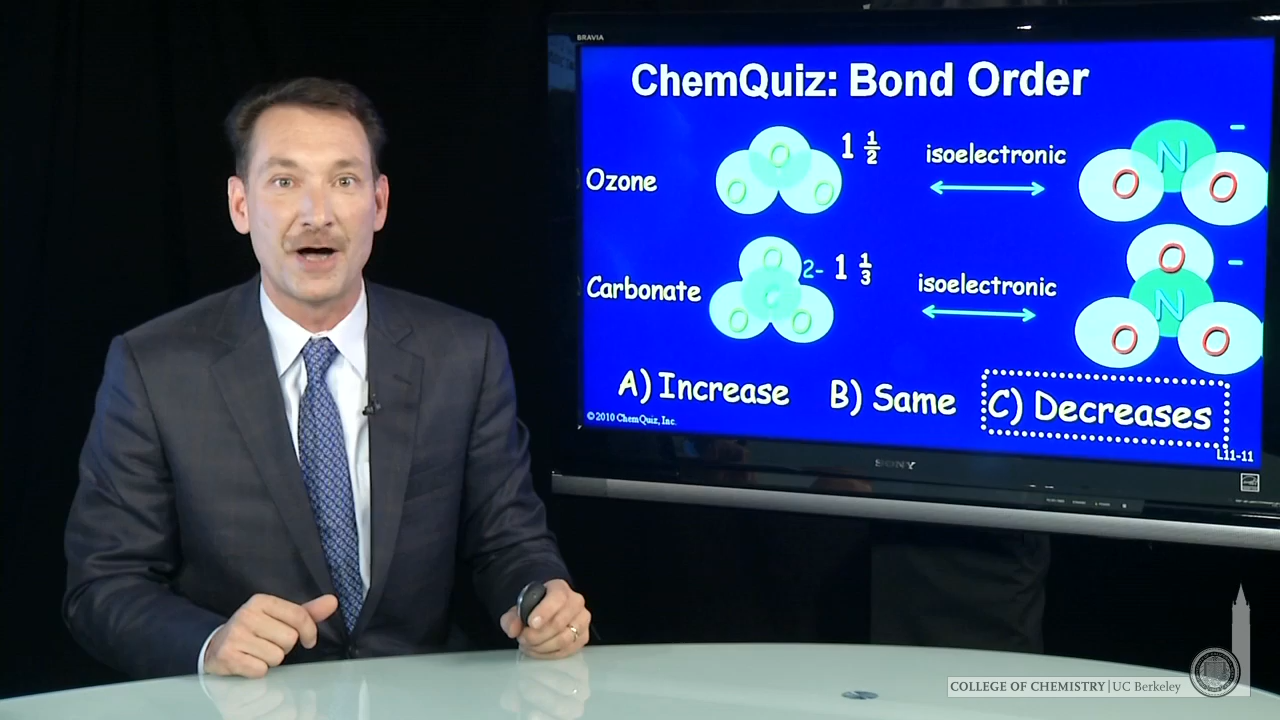 BRAVIA
ChemQuiz: Bond Order
Ozone
O
O
O
1 1/2
isoelectronic
N
O
O
−
Carbonate
O
C
O
O
2-
1 1/3
isoelectronic
O
N
O
O
−
A) Increase B) Same C) Decreases
© 2010 ChemQuiz, Inc.
L11-11
SONY
COLLEGE OF CHEMISTRY | UC Berkeley